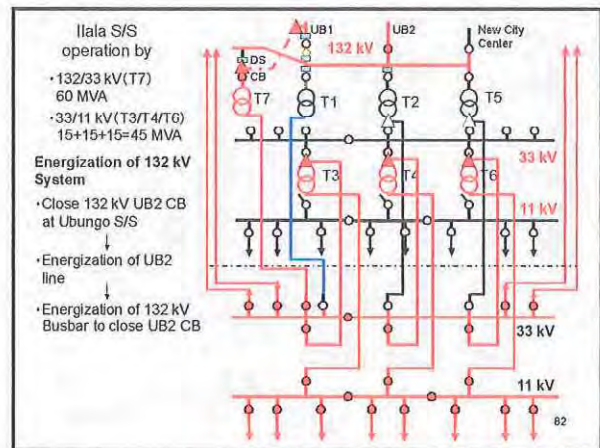 Ilala S/S
operation by
·132/33 kV(T7)
60 MVA
·33/11 kV(T3/T4/T6)
15+15+15=45 MVA
Energization of 132 kV
System
·Close 132 kV UB2 CB
at Ubungo S/S
·Energization of UB2
line
·Energization of 132 kV
Busbar to close UB2 CB
UB1
UB2
New City
Center
132 kV
DS
CB
T7
T1
T2
T5
33 kV
T3
T4
T6
11 kV
33 kV
11 kV
82